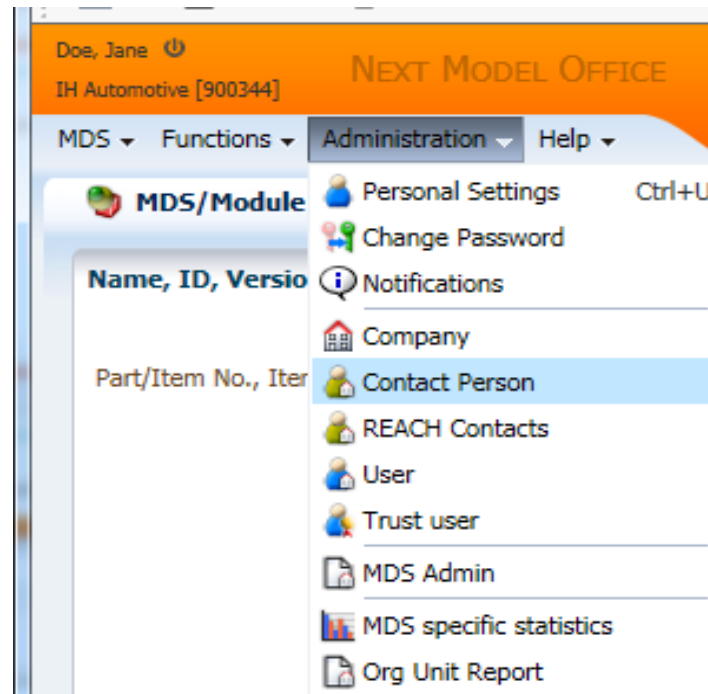 Doe, Jane
NEXT MODEL OFFICE
IH Automotive [900344]
MDS Functions Administration Help
MDS/Module
Personal Settings Ctrl+U
Change Password
Name, ID, Versio
Notifications
Company
Part/Item No., Iter
Contact Person
REACH Contacts
User
Trust user
MDS Admin
MDS specific statistics
Org Unit Report